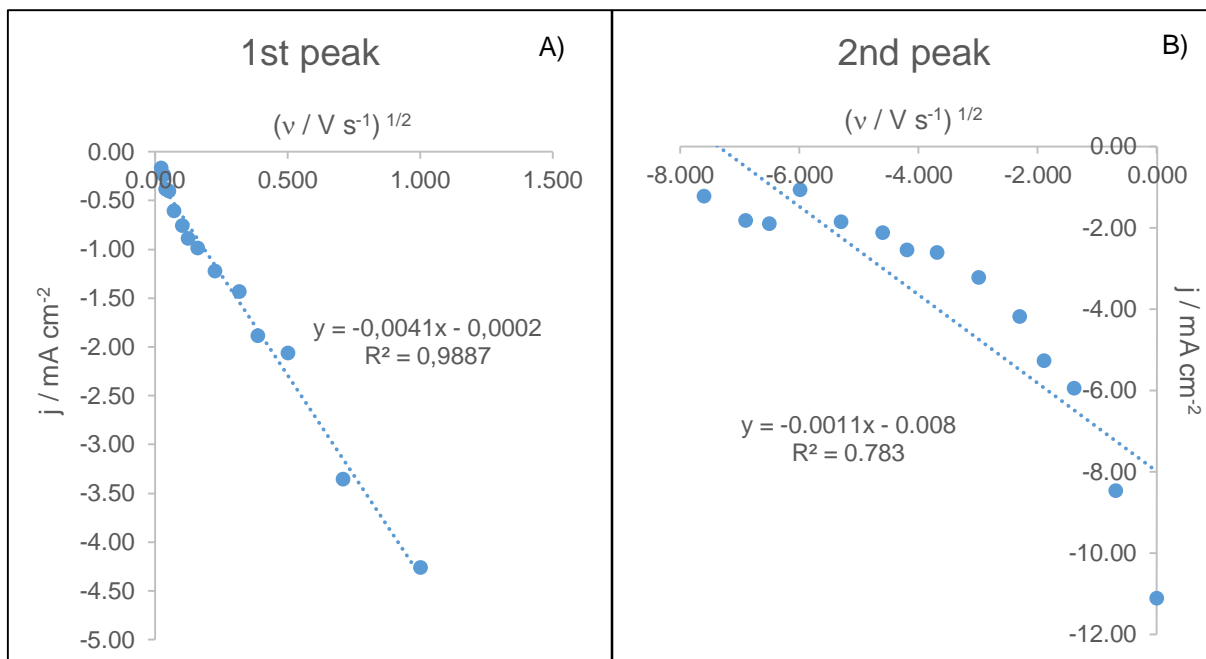 1st peak
A)
(ν / V s⁻¹) ¹/²
0.00
0.000
0.500
1.000
1.500
-0.50
-1.00
-1.50
-2.00
-2.50
-3.00
-3.50
-4.00
-4.50
-5.00
j / mA cm⁻²
y = -0,0041x - 0,0002
R² = 0,9887
2nd peak
B)
(ν / V s⁻¹) ¹/²
0.00
-8.000
-6.000
-4.000
-2.000
0.000
-2.00
-4.00
-6.00
-8.00
-10.00
-12.00
j / mA cm⁻²
y = -0.0011x - 0.008
R² = 0.783